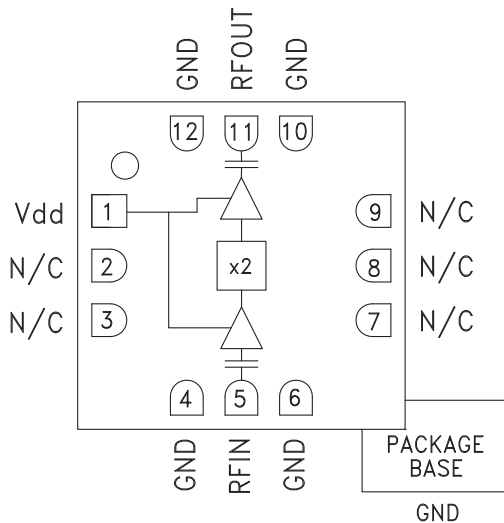 GND RFOUT GND
12 11 10
Vdd 1 9 N/C
N/C 2 x2 8 N/C
N/C 3 7 N/C
4 5 6
GND RFIN GND
PACKAGE
BASE
GND